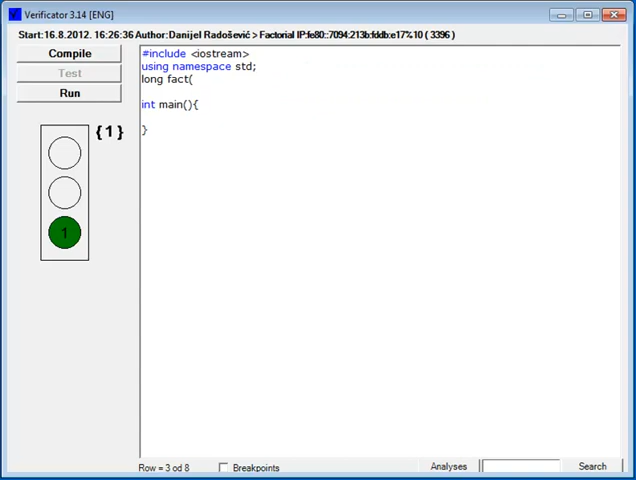 Verificator 3.14 [ENG]
Start:16.8.2012. 16:26:36 Author:Danijel Radošević > Factorial IP:fe80::7094:213b:fddb:e17%10 ( 3396 )
Compile
Test
Run
{ 1 }
1
#include <iostream>
using namespace std;
long fact(
int main(){
}
Row = 3 od 8
Breakpoints
Analyses
Search